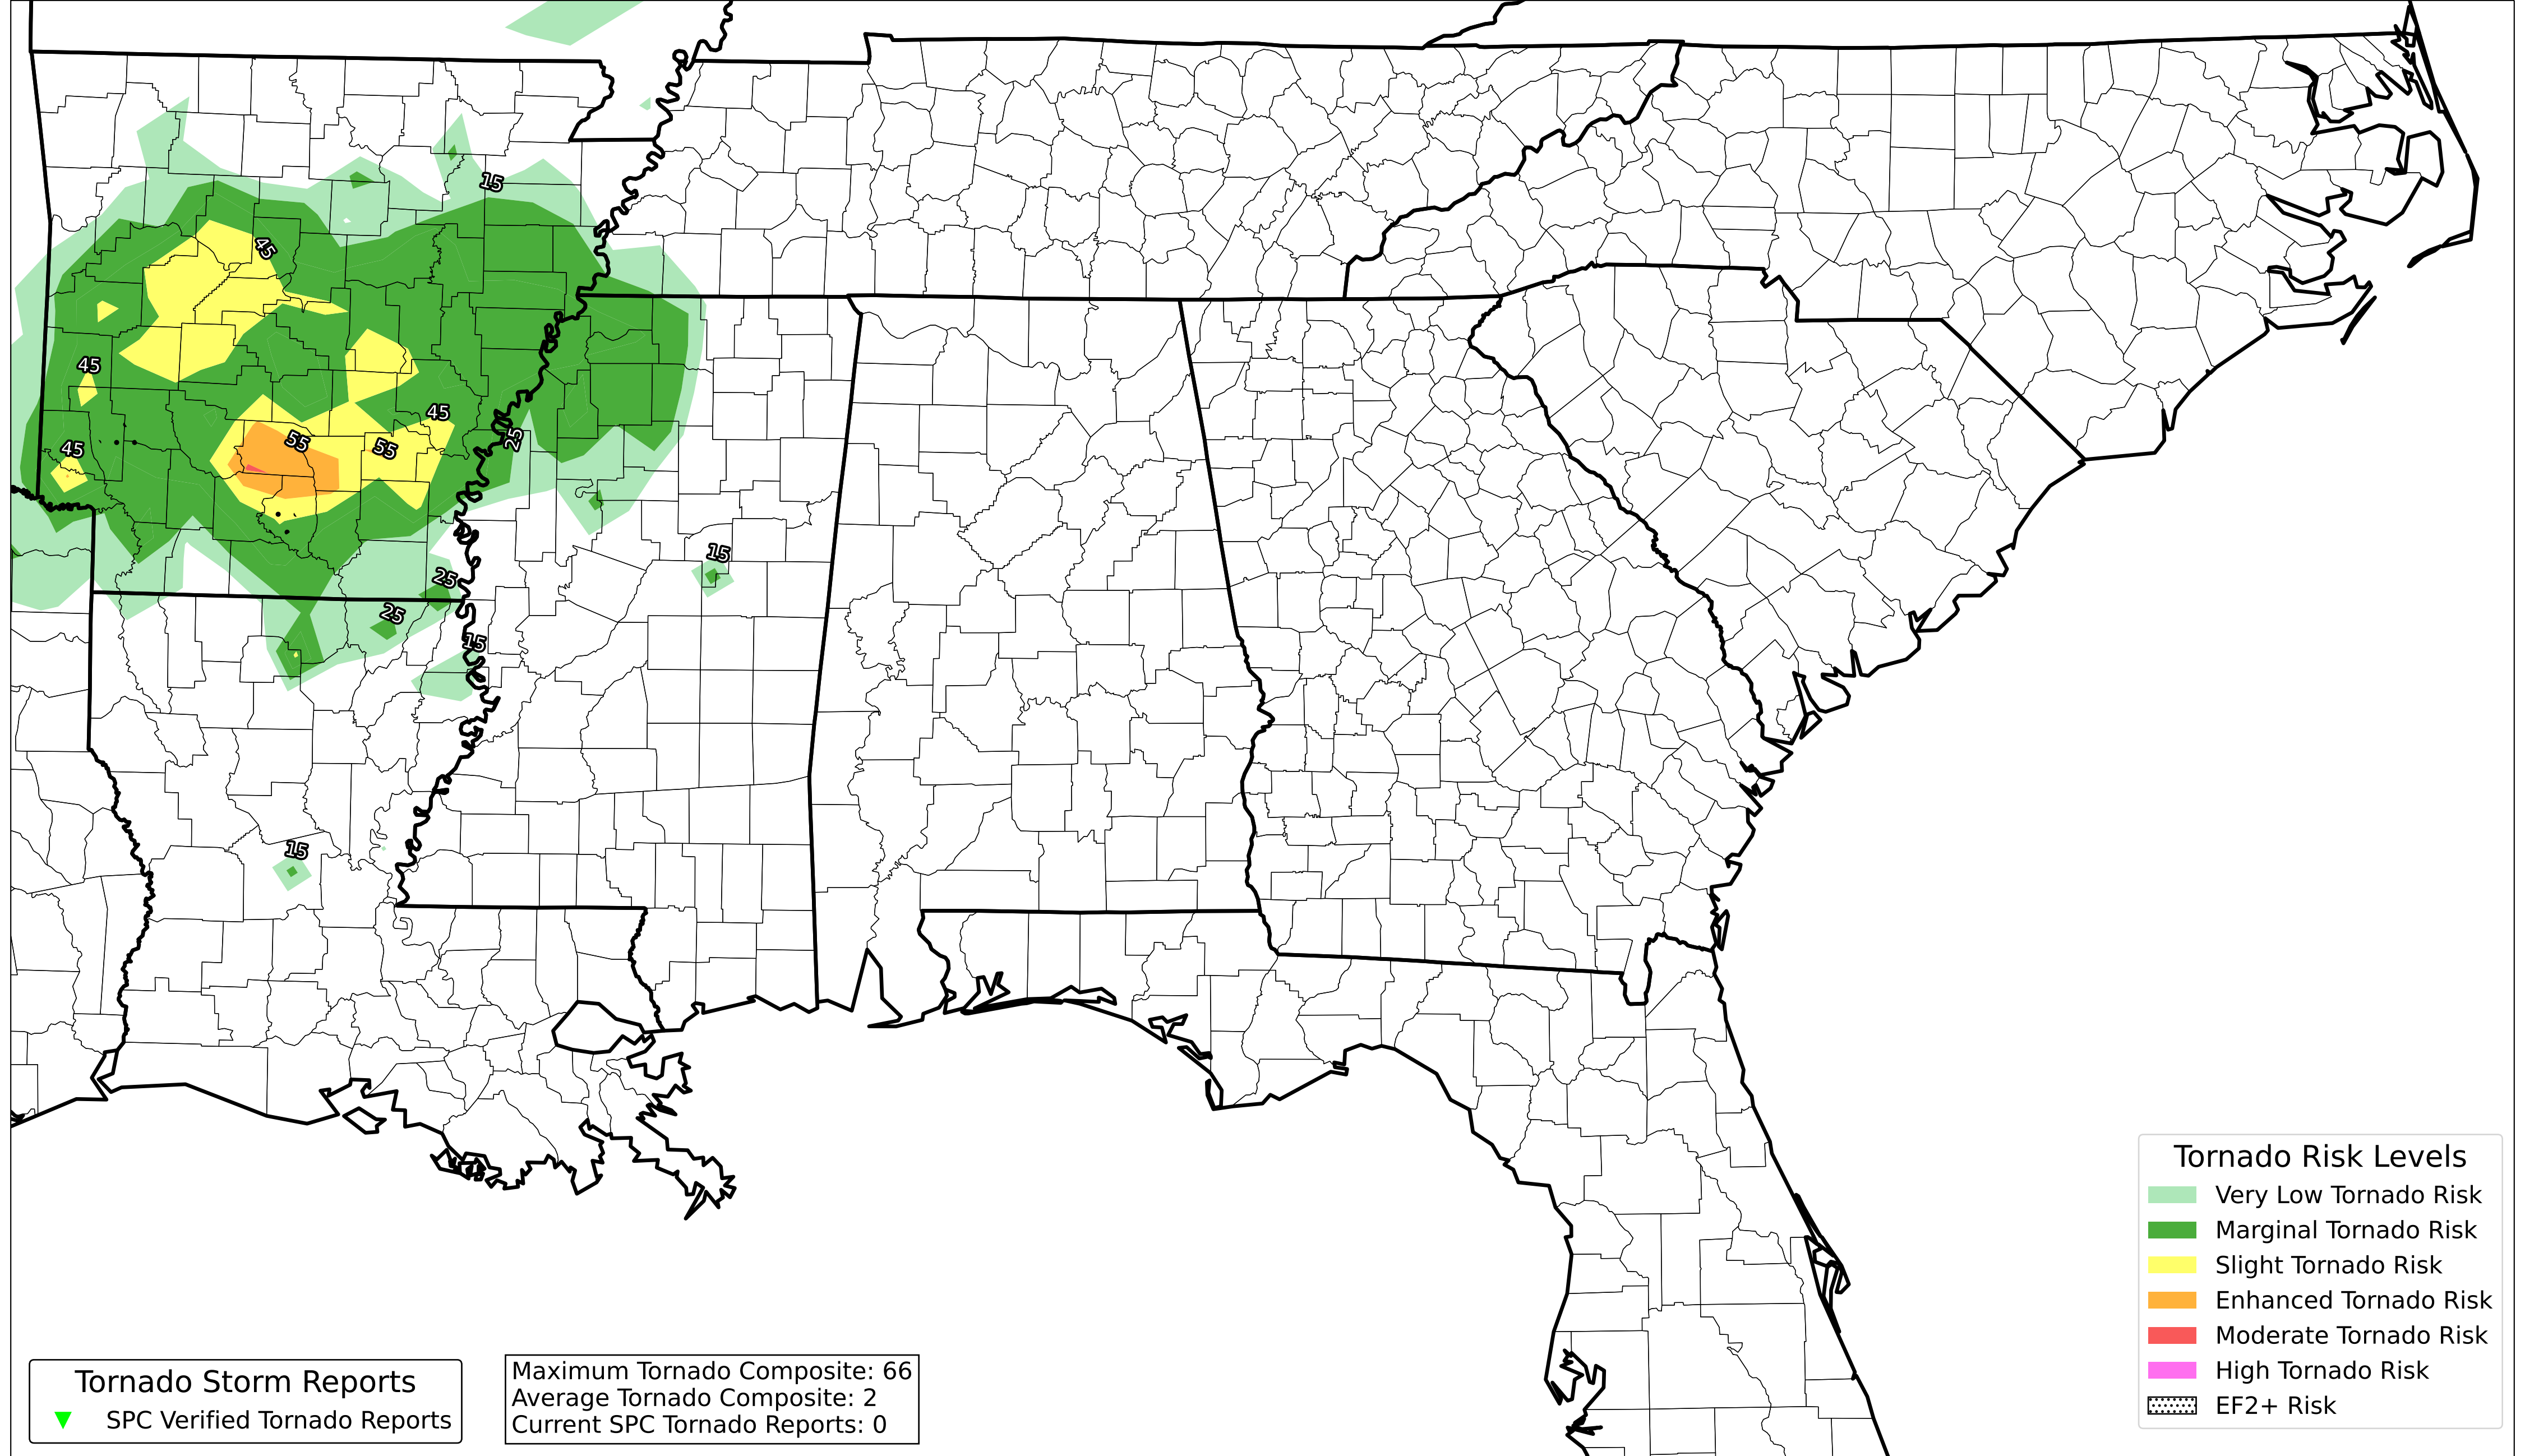 15
45
45
45
45
55
55
25
15
25
25
15
15
Tornado Risk Levels
Very Low Tornado Risk
Marginal Tornado Risk
Slight Tornado Risk
Enhanced Tornado Risk
Moderate Tornado Risk
High Tornado Risk
EF2+ Risk
Tornado Storm Reports
SPC Verified Tornado Reports
Maximum Tornado Composite: 66
Average Tornado Composite: 2
Current SPC Tornado Reports: 0